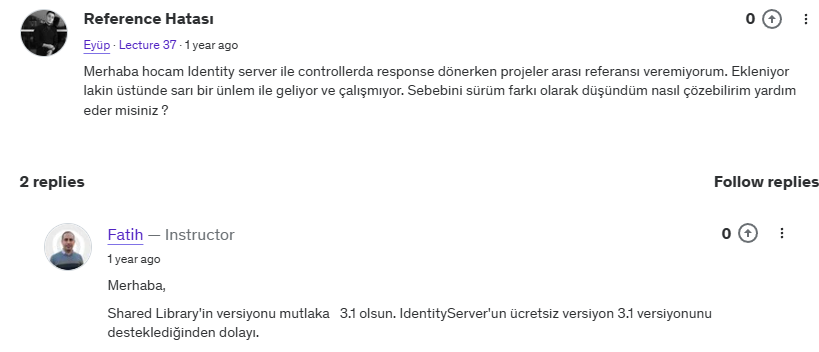 Reference Hatası
0
Eyüp · Lecture 37 · 1 year ago
Merhaba hocam Identity server ile controllerda response dönerken projeler arası referansı veremiyorum. Ekleniyor
lakin üstünde sarı bir ünlem ile geliyor ve çalışmıyor. Sebebini sürüm farkı olarak düşündüm nasıl çözebilirim yardım
eder misiniz ?
2 replies
Follow replies
Fatih — Instructor
0
1 year ago
Merhaba,
Shared Library'in versiyonu mutlaka 3.1 olsun. IdentityServer'un ücretsiz versiyon 3.1 versiyonunu
desteklediğinden dolayı.